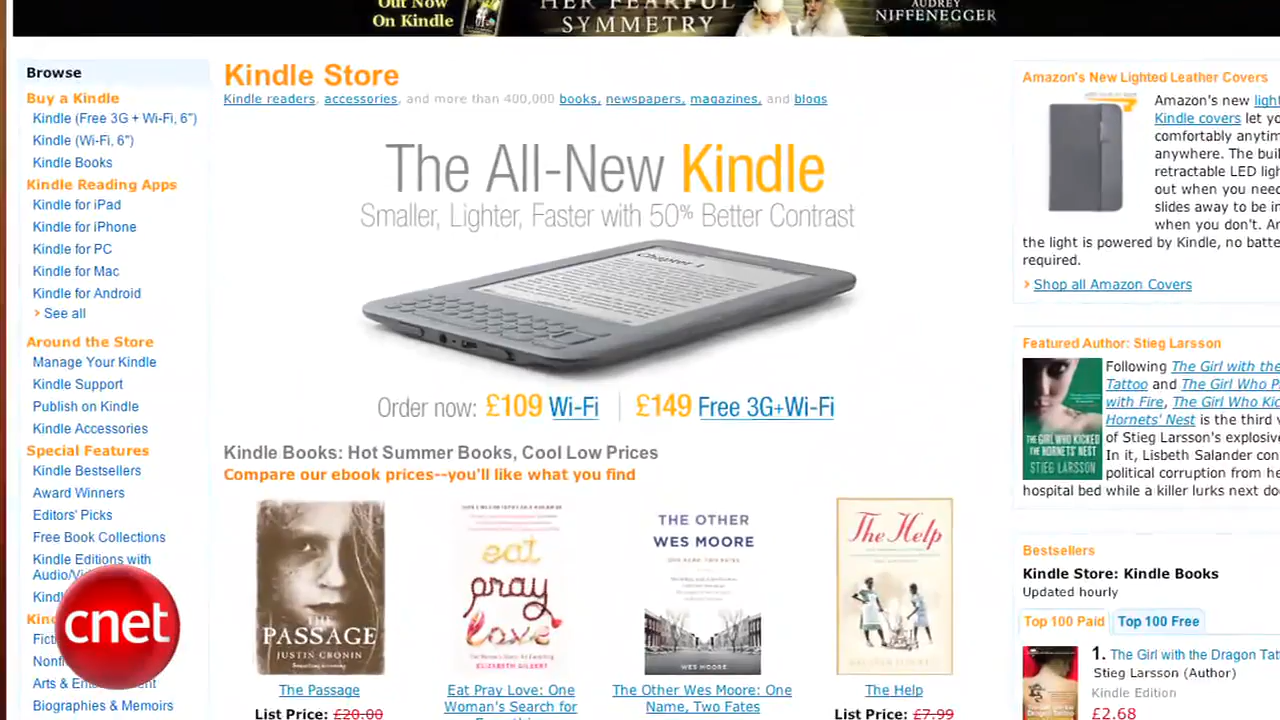 Out Now
On Kindle
HER FEARFUL
SYMMETRY
AUDREY
NIFFENEGGER
Browse
Buy a Kindle
Kindle (Free 3G + Wi-Fi, 6")
Kindle (Wi-Fi, 6")
Kindle Books
Kindle Reading Apps
Kindle for iPad
Kindle for iPhone
Kindle for PC
Kindle for Mac
Kindle for Android
› See all
Around the Store
Manage Your Kindle
Kindle Support
Publish on Kindle
Kindle Accessories
Special Features
Kindle Bestsellers
Award Winners
Editors' Picks
Free Book Collections
Kindle Editions with
Audio/Vi
Kindl
Kin
Ficti
Nonfi
Arts & Ent
Biographies & Memoirs
cnet
Kindle Store
Kindle readers, accessories, and more than 400,000 books, newspapers, magazines, and blogs
The All-New Kindle
Smaller, Lighter, Faster with 50% Better Contrast
Chapter 1
Order now: £109 Wi-Fi | £149 Free 3G+Wi-Fi
Kindle Books: Hot Summer Books, Cool Low Prices
Compare our ebook prices--you'll like what you find
THE
PASSAGE
JUSTIN CRONIN
eat
pray
love
ELIZABETH GILBERT
THE OTHER
WES MOORE
WES MOORE
The Help
The Passage
List Price: £20.00
Eat Pray Love: One
Woman's Search for
The Other Wes Moore: One
Name, Two Fates
The Help
List Price: £7.99
Amazon's New Lighted Leather Covers
Amazon's new light
Kindle covers let yo
comfortably anytim
anywhere. The buil
retractable LED ligh
out when you need
slides away to be in
when you don't. An
the light is powered by Kindle, no batte
required.
› Shop all Amazon Covers
Featured Author: Stieg Larsson
Following The Girl with the
Tattoo and The Girl Who P
with Fire, The Girl Who Kic
Hornets' Nest is the third
of Stieg Larsson's explosive
In it, Lisbeth Salander con
political corruption from he
hospital bed while a killer lurks next do
THE GIRL WHO KICKED
THE HORNETS' NEST
STIEG LARSSON
Bestsellers
Kindle Store: Kindle Books
Updated hourly
Top 100 Paid
Top 100 Free
1. The Girl with the Dragon Tat
Stieg Larsson (Author)
Kindle Edition
£2.68